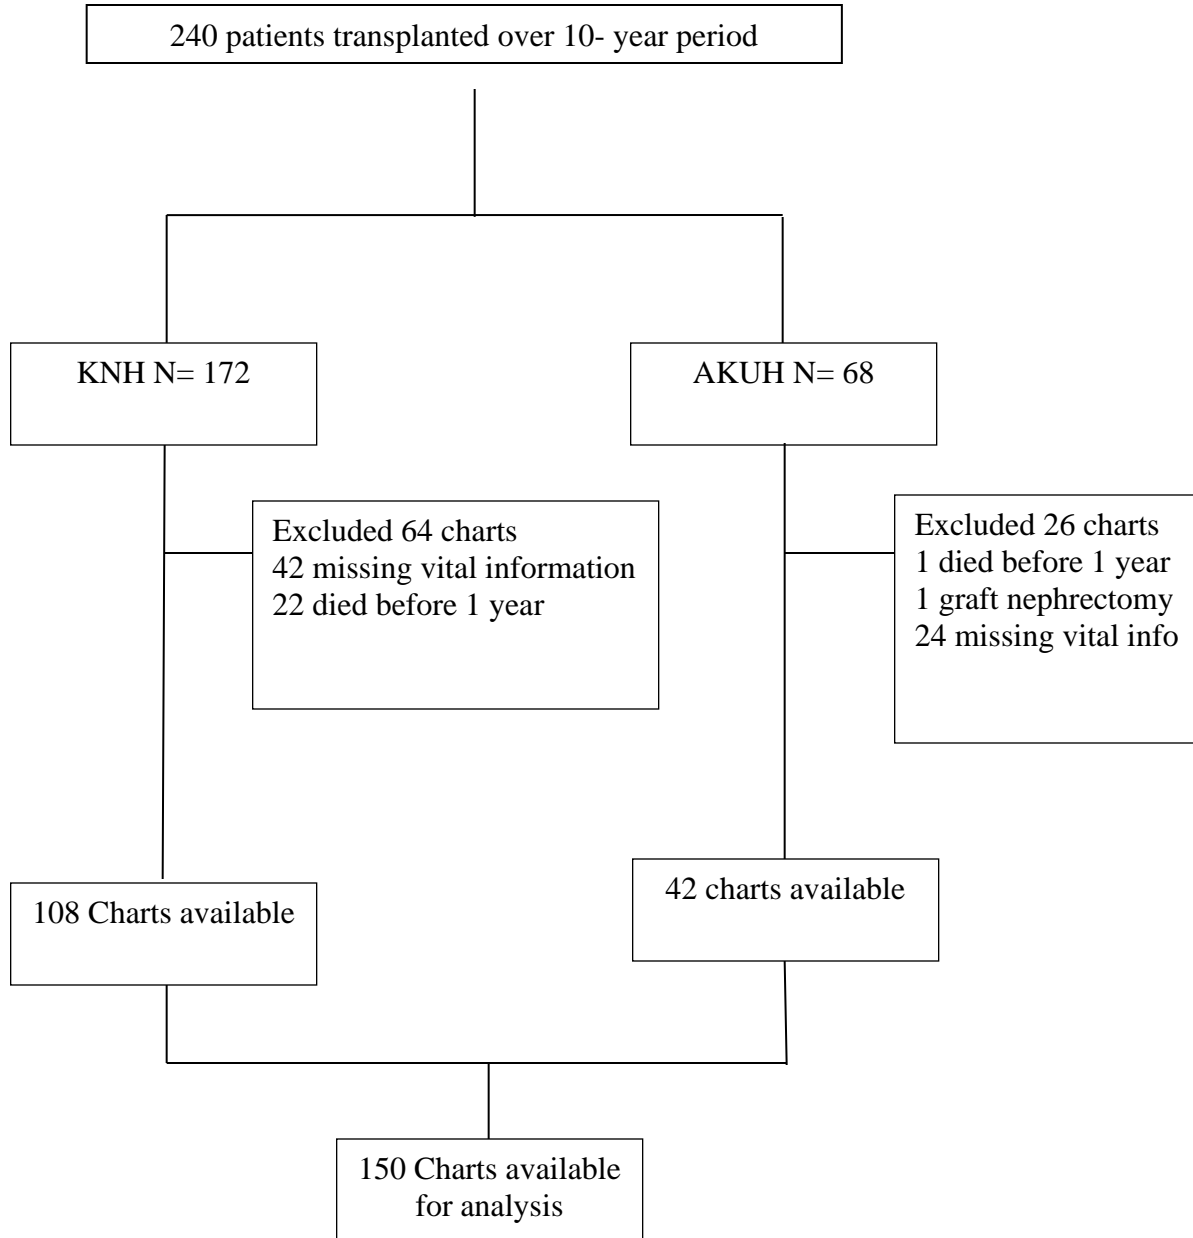 240 patients transplanted over 10- year period
KNH N= 172
AKUH N= 68
Excluded 64 charts
42 missing vital information
22 died before 1 year
Excluded 26 charts
1 died before 1 year
1 graft nephrectomy
24 missing vital info
108 Charts available
42 charts available
150 Charts available
for analysis